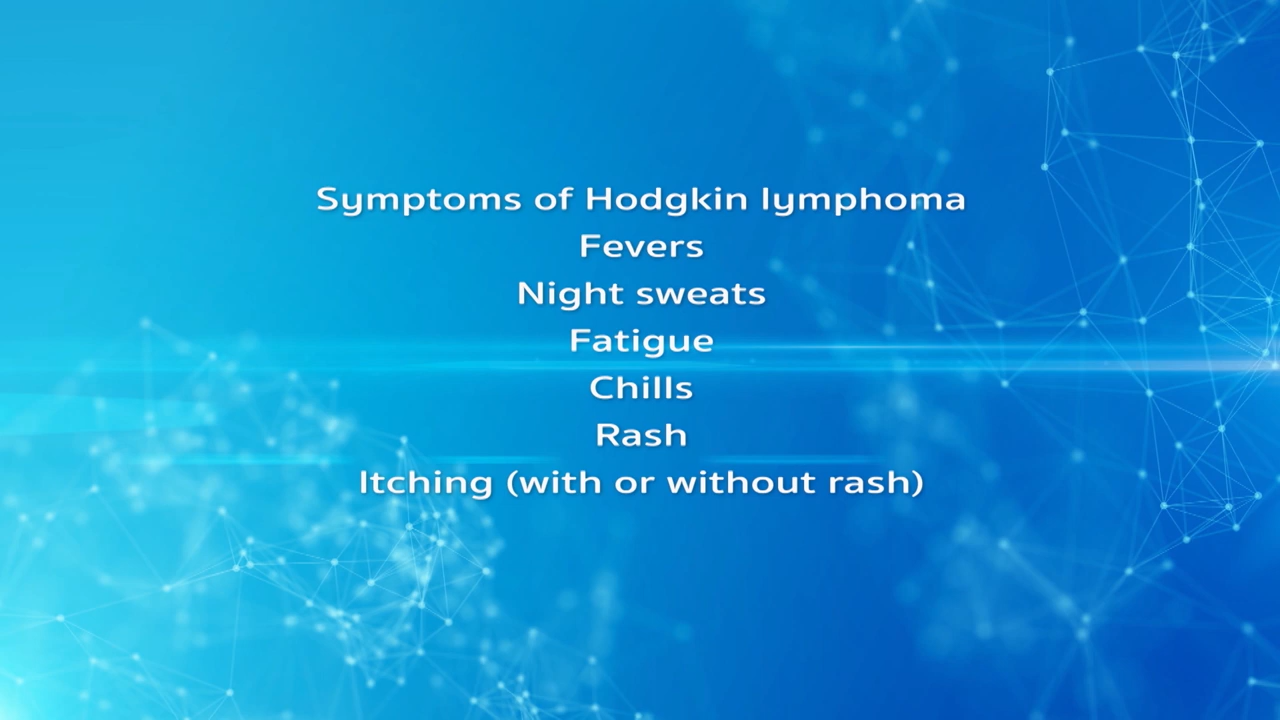 Symptoms of Hodgkin lymphoma
Fevers
Night sweats
Fatigue
Chills
Rash
Itching (with or without rash)